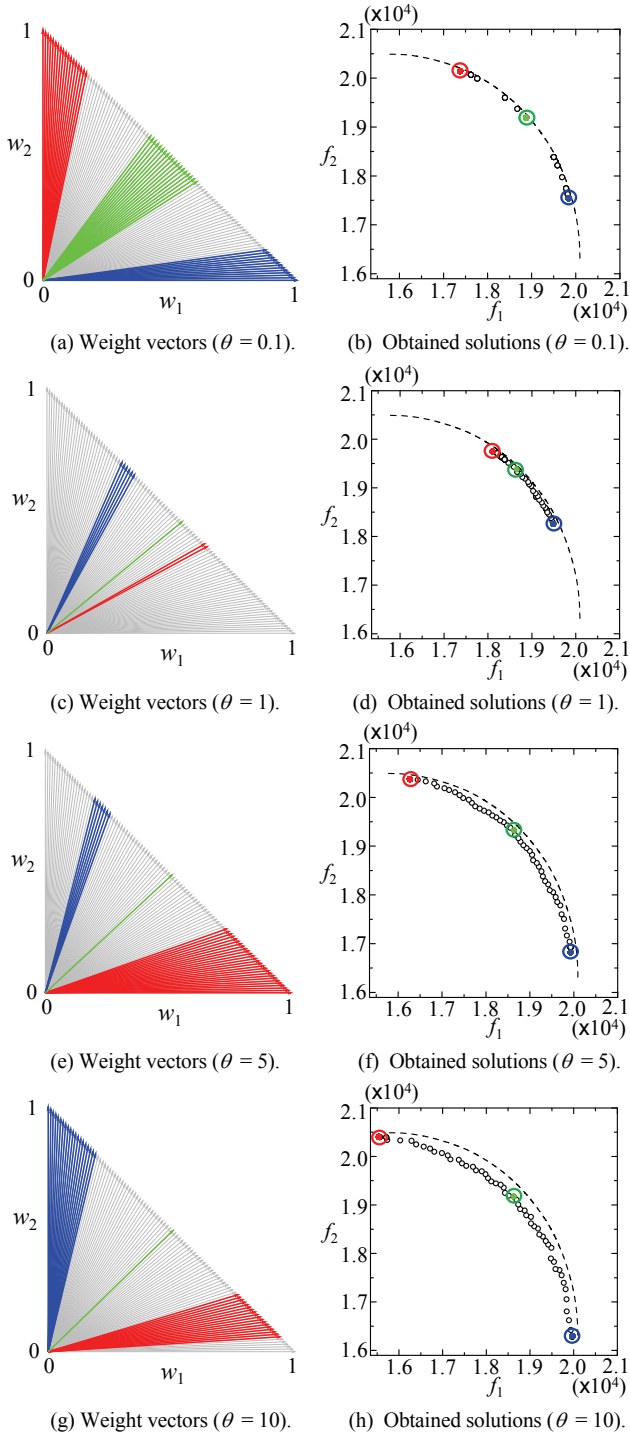 1
w2
0
0
w1
1
(a) Weight vectors (θ = 0.1).
(x10⁴)
2.1
2.0
1.9
f2
1.8
1.7
1.6
1.6 1.7 1.8 1.9 2.0 2.1
f1
(x10⁴)
(b) Obtained solutions (θ = 0.1).
1
w2
0
0
w1
1
(c) Weight vectors (θ = 1).
(x10⁴)
2.1
2.0
1.9
f2
1.8
1.7
1.6
1.6 1.7 1.8 1.9 2.0 2.1
f1
(x10⁴)
(d) Obtained solutions (θ = 1).
1
w2
0
0
w1
1
(e) Weight vectors (θ = 5).
(x10⁴)
2.1
2.0
1.9
f2
1.8
1.7
1.6
1.6 1.7 1.8 1.9 2.0 2.1
f1
(x10⁴)
(f) Obtained solutions (θ = 5).
1
w2
0
0
w1
1
(g) Weight vectors (θ = 10).
(x10⁴)
2.1
2.0
1.9
f2
1.8
1.7
1.6
1.6 1.7 1.8 1.9 2.0 2.1
f1
(x10⁴)
(h) Obtained solutions (θ = 10).